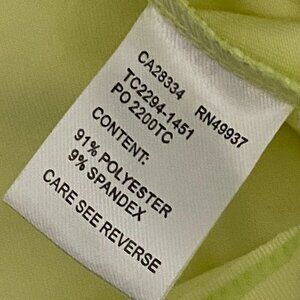 CA28334 RN49937
TC2294-1451
PO 2200TC
CONTENT:
91% POLYESTER
9% SPANDEX
CARE SEE REVERSE